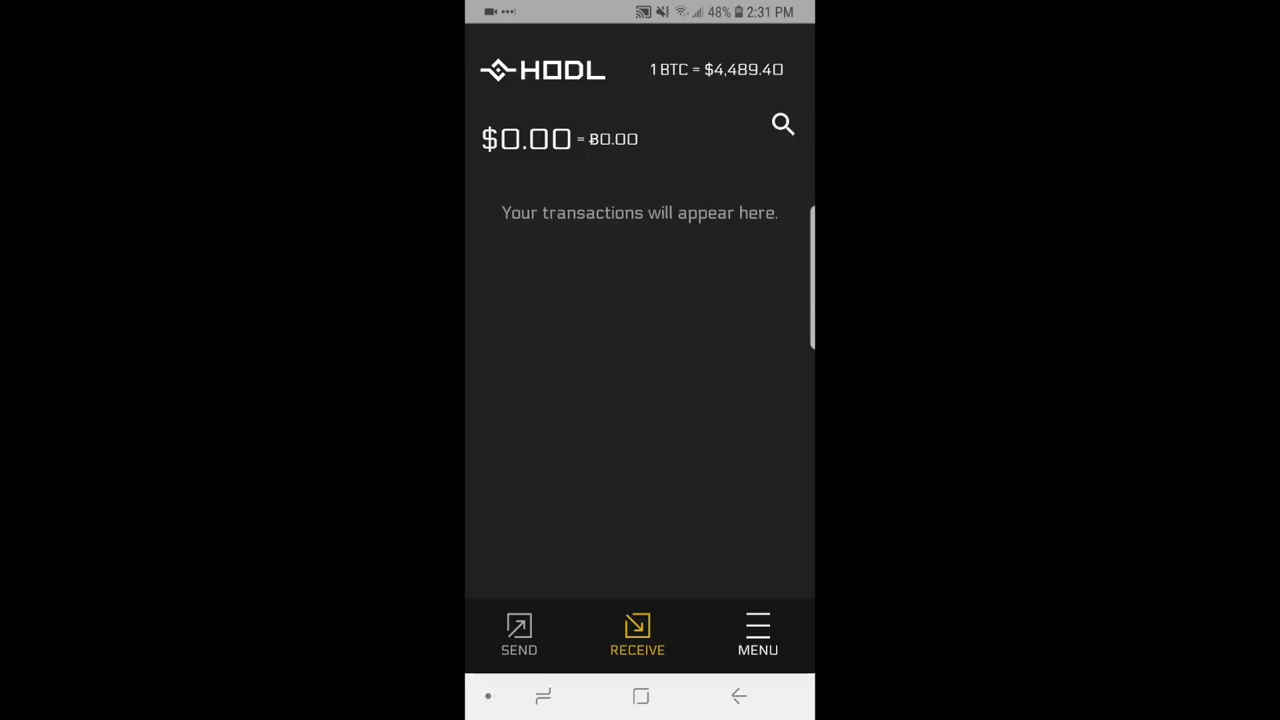 48% 2:31 PM
HODL 1 BTC = $4,489.40
$0.00 = Ƀ0.00
Your transactions will appear here.
SEND RECEIVE MENU